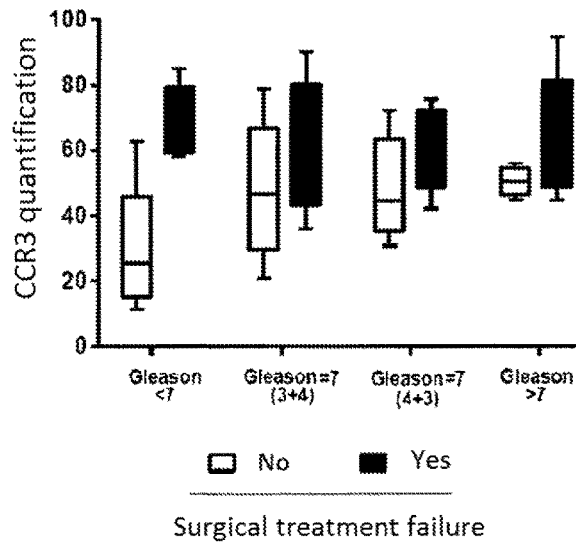 100
80
60
40
20
0
CCR3 quantification
Gleason <7
Gleason=7 (3+4)
Gleason=7 (4+3)
Gleason >7
No Yes
Surgical treatment failure